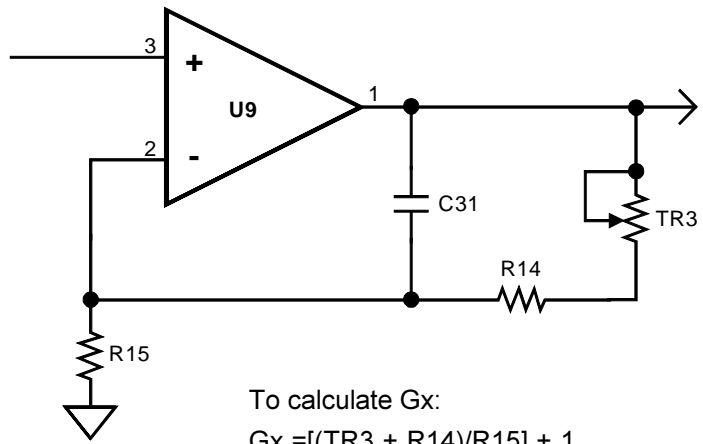 3
+
1
U9
2
-
C31
TR3
R14
R15
To calculate Gx:
Gx =[(TR3 + R14)/R15] + 1